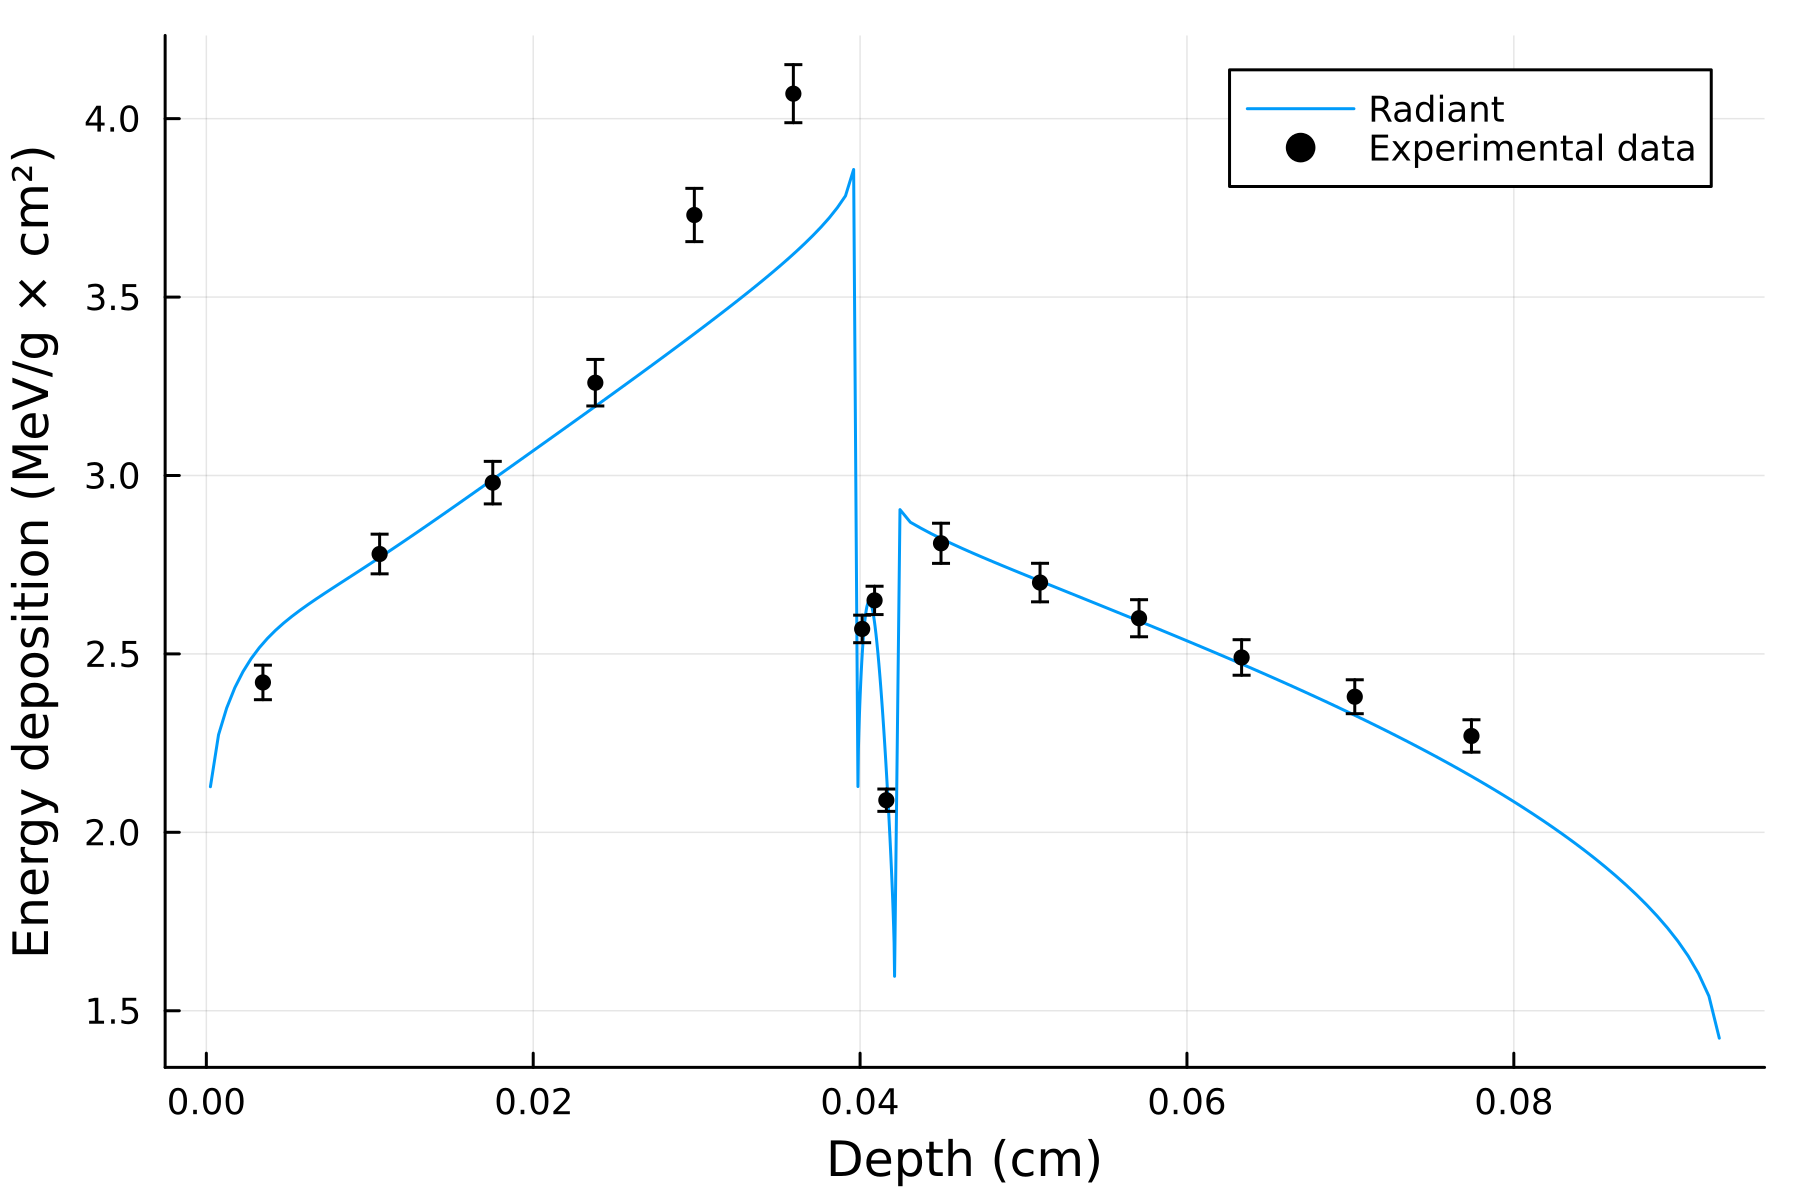 Energy deposition (MeV/g × cm²)
4.0
3.5
3.0
2.5
2.0
1.5
Radiant
Experimental data
0.00 0.02 0.04 0.06 0.08
Depth (cm)